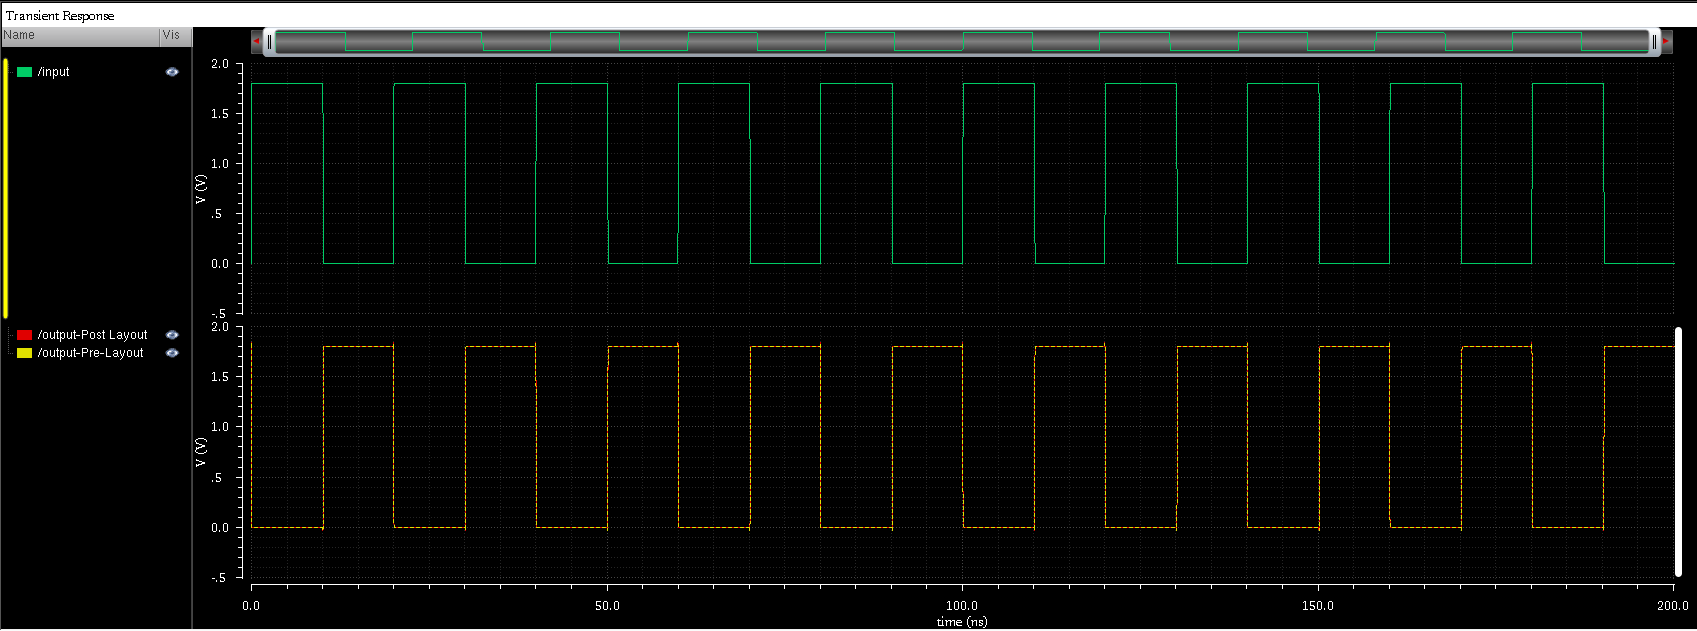 Transient Response
Name Vis
/input
2.0
1.5
1.0
.5
0.0
-.5
V (V)
/output-Post Layout
/output-Pre-Layout
2.0
1.5
1.0
.5
0.0
-.5
V (V)
0.0 50.0 100.0 150.0 200.0
time (ns)